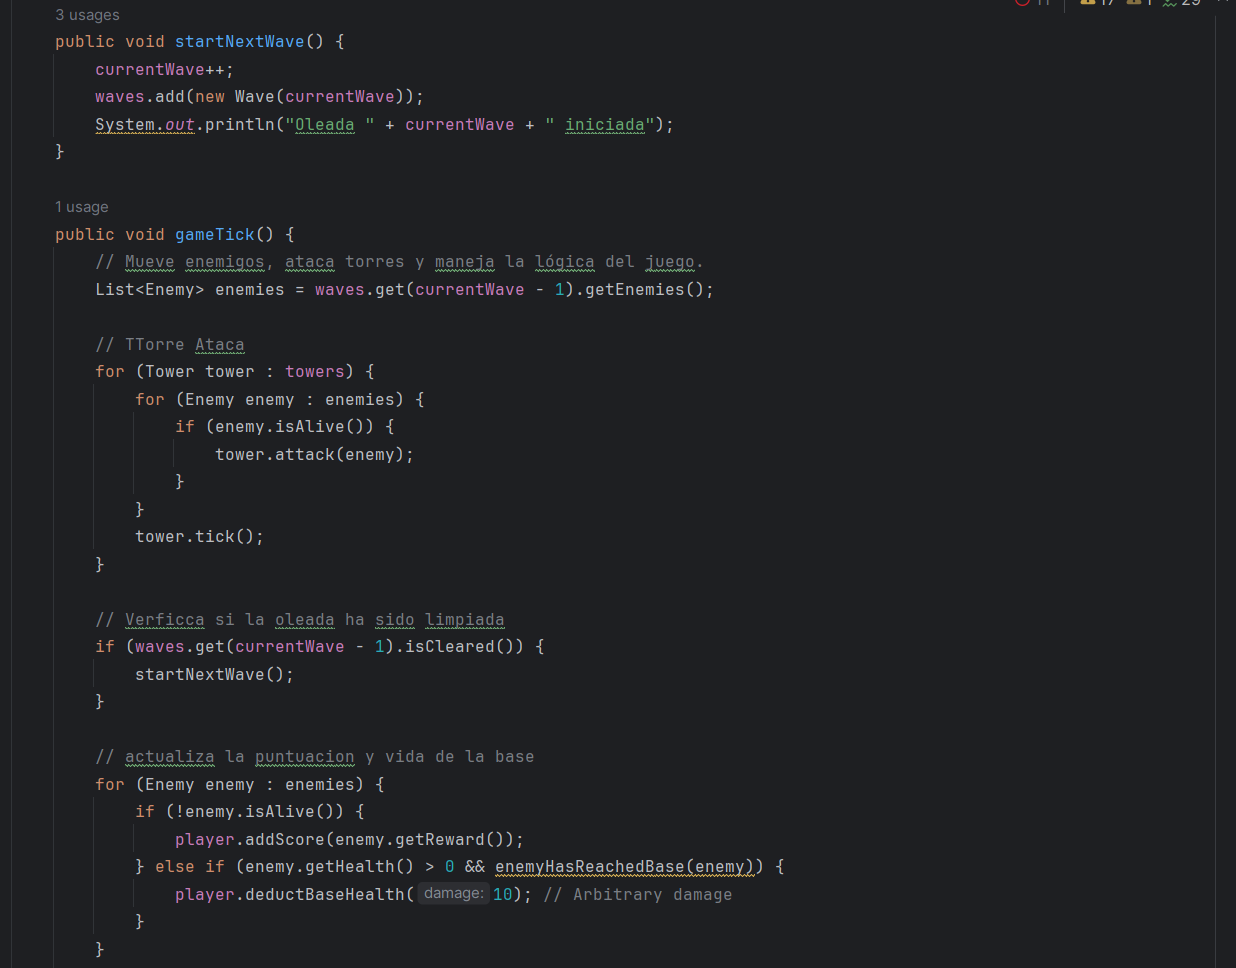 11 17 1 29
3 usages
public void startNextWave() {
currentWave++;
waves.add(new Wave(currentWave));
System.out.println("Oleada " + currentWave + " iniciada");
}
1 usage
public void gameTick() {
// Mueve enemigos, ataca torres y maneja la lógica del juego.
List<Enemy> enemies = waves.get(currentWave - 1).getEnemies();
// TTorre Ataca
for (Tower tower : towers) {
for (Enemy enemy : enemies) {
if (enemy.isAlive()) {
tower.attack(enemy);
}
}
tower.tick();
}
// Verficca si la oleada ha sido limpiada
if (waves.get(currentWave - 1).isCleared()) {
startNextWave();
}
// actualiza la puntuacion y vida de la base
for (Enemy enemy : enemies) {
if (!enemy.isAlive()) {
player.addScore(enemy.getReward());
} else if (enemy.getHealth() > 0 && enemyHasReachedBase(enemy)) {
player.deductBaseHealth( damage: 10); // Arbitrary damage
}
}